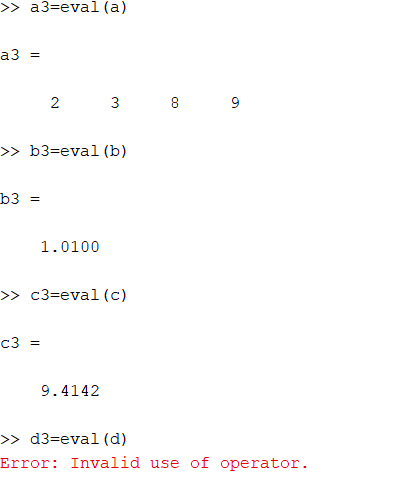 >> a3=eval(a)
a3 =
2 3 8 9
>> b3=eval(b)
b3 =
1.0100
>> c3=eval(c)
c3 =
9.4142
>> d3=eval(d)
Error: Invalid use of operator.